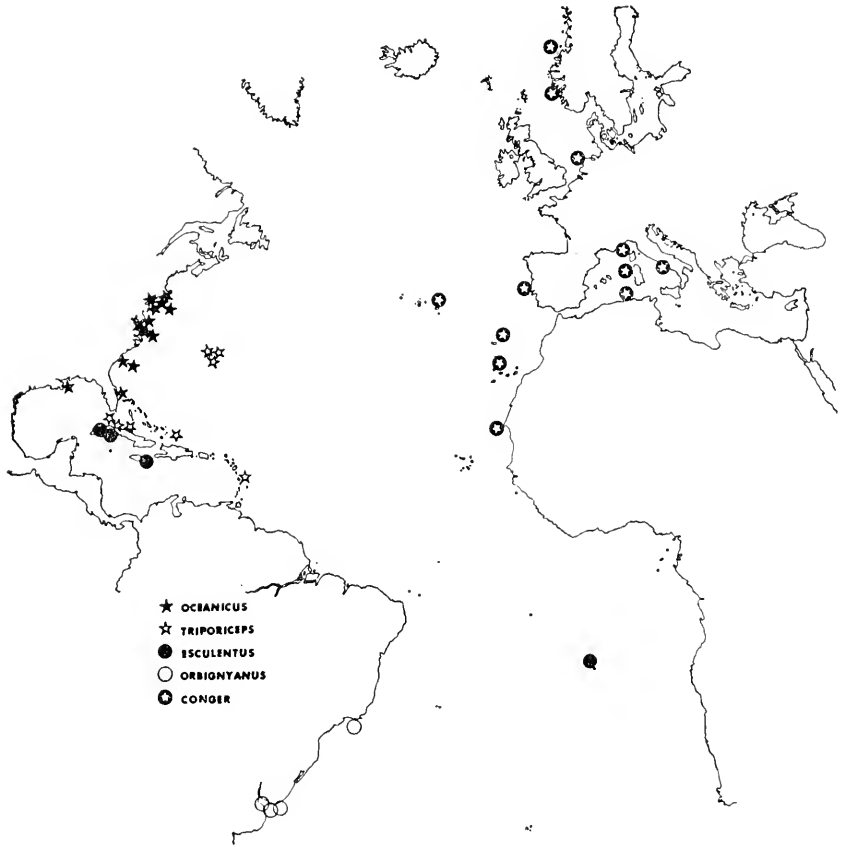 OCEANICUS
TRIPORICEPS
ESCULENTUS
ORBIGNYANUS
CONGER